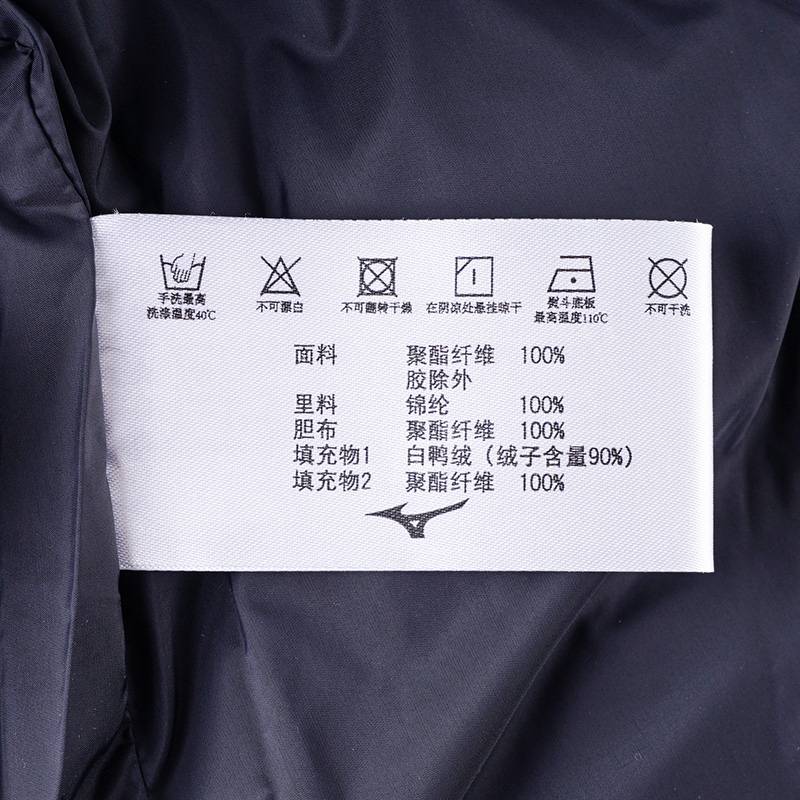 手洗最高
洗涤温度40℃
不可漂白
不可翻转干燥
在阴凉处悬挂晾干
熨斗底板
最高温度110℃
不可干洗
面料 聚酯纤维 100%
胶除外
里料 锦纶 100%
胆布 聚酯纤维 100%
填充物1 白鸭绒（绒子含量90%）
填充物2 聚酯纤维 100%